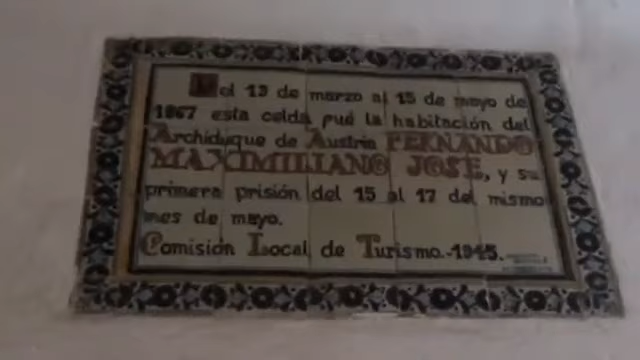 Del 13 de marzo al 15 de mayo de
1867 esta celda fué la habitación del
Archiduque de Austria FERNANDO
MAXIMILIANO JOSE, y su
primera prisión del 15 al 17 del mismo
mes de mayo.
Comisión Local de Turismo.-1945.